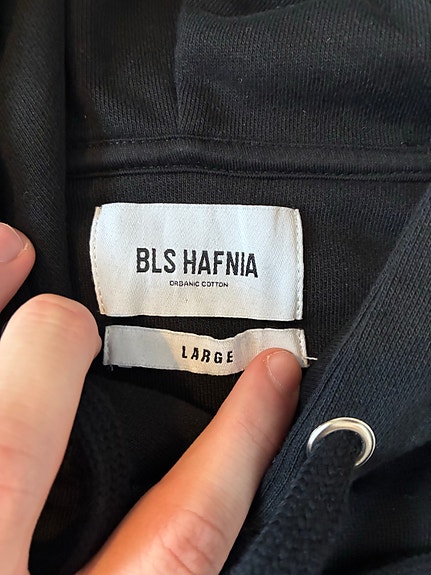 BLS HAFNIA
ORGANIC COTTON
LARGE